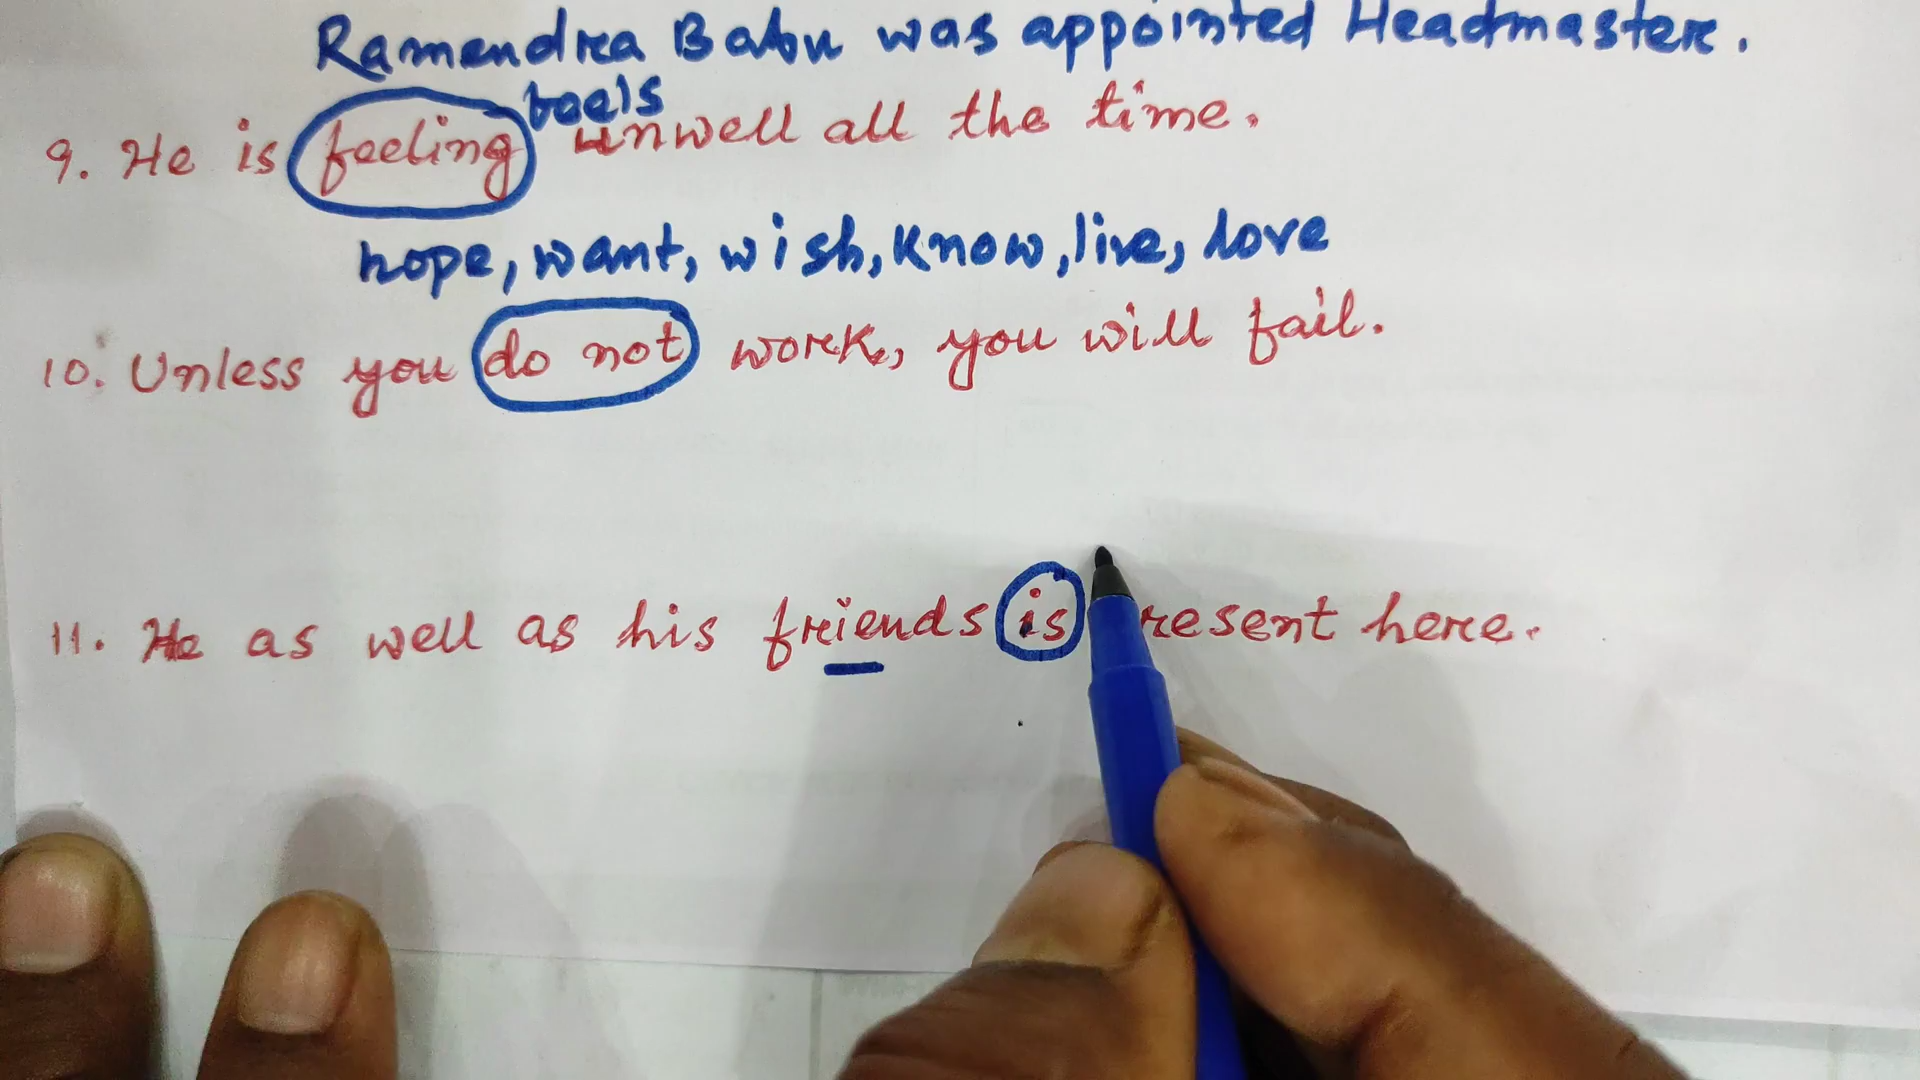 Ramendra Babu was appointed Headmaster.
feels
9. He is feeling unwell all the time.
hope, want, wish, know, live, love
10. Unless you do not work, you will fail.
11. He as well as his friends is resent here.